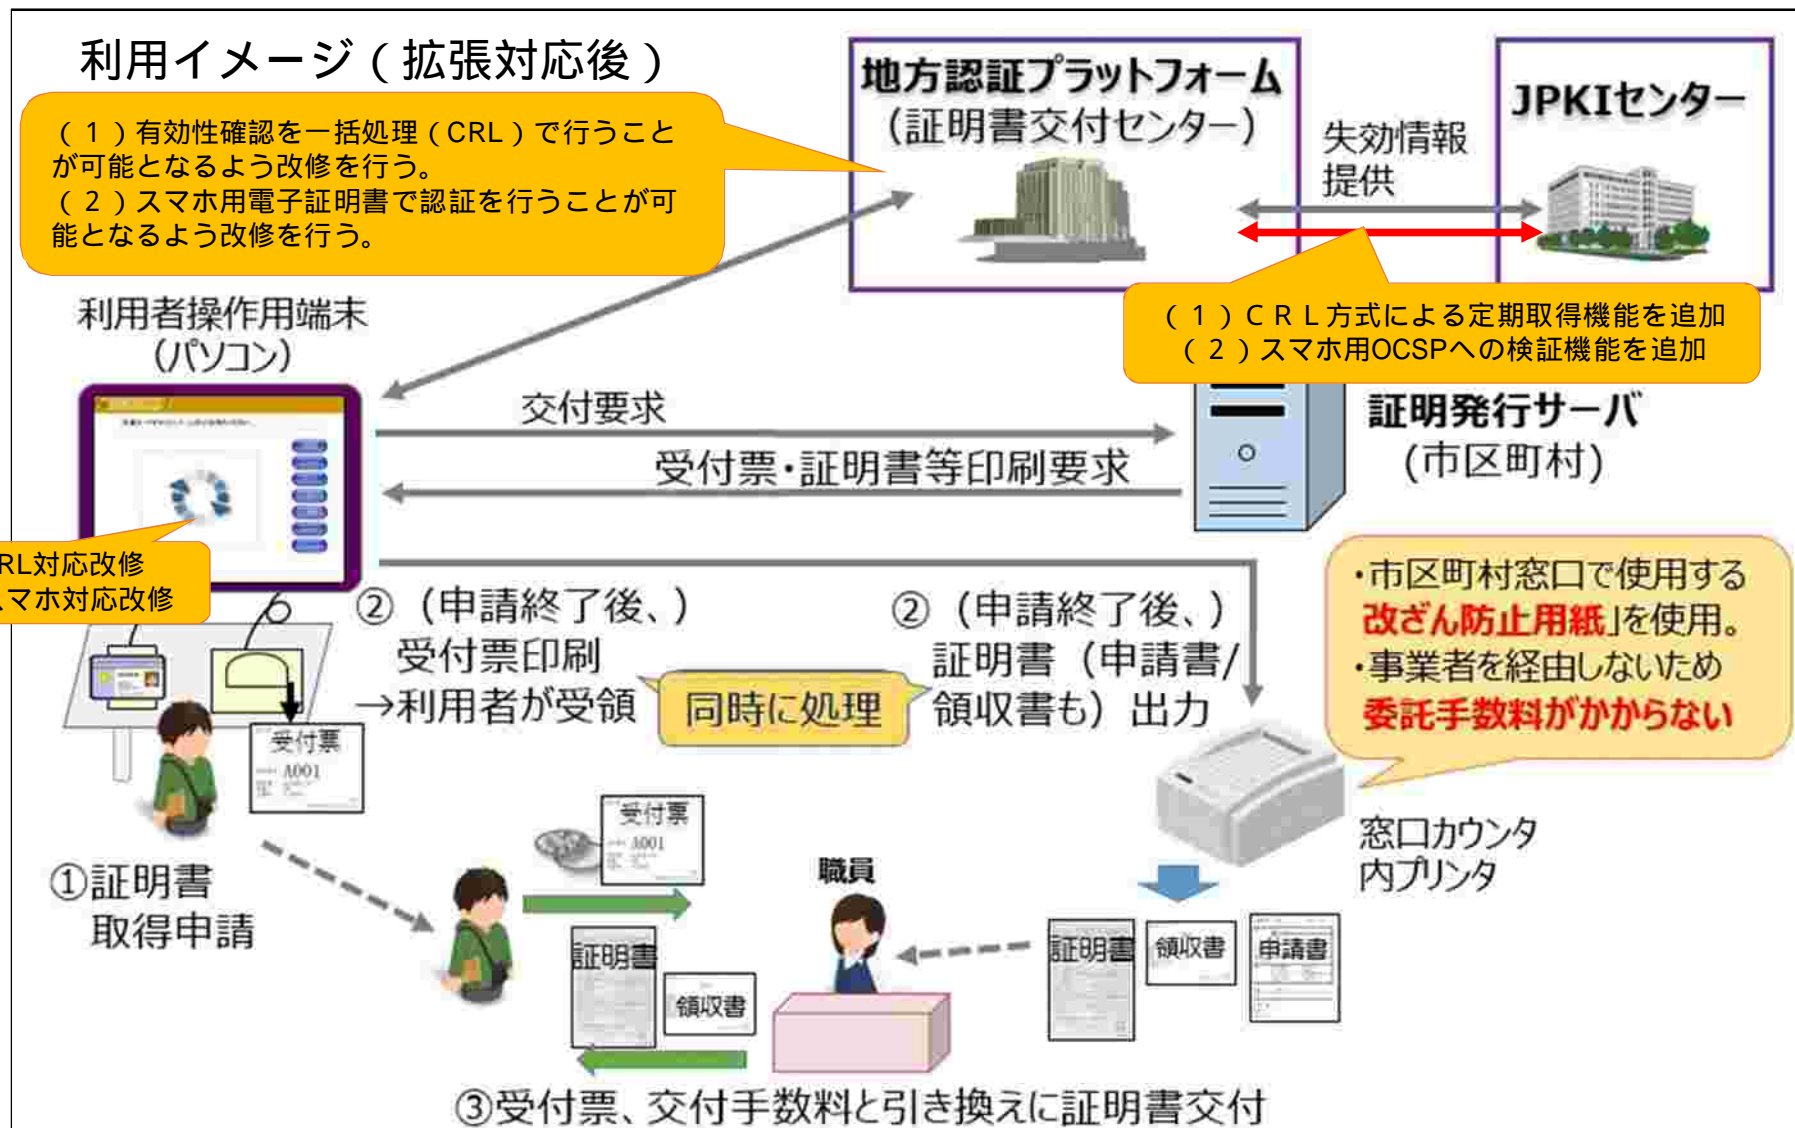 利用イメージ（拡張対応後）
（１）有効性確認を一括処理（CRL）で行うこと
が可能となるよう改修を行う。
（２）スマホ用電子証明書で認証を行うことが可
能となるよう改修を行う。
地方認証プラットフォーム
（証明書交付センター）
JPKIセンター
失効情報
提供
（１）ＣＲＬ方式による定期取得機能を追加
（２）スマホ用OCSPへの検証機能を追加
利用者操作用端末
（パソコン）
交付要求
受付票・証明書等印刷要求
証明発行サーバ
（市区町村）
RL対応改修
スマホ対応改修
②（申請終了後、）
受付票印刷
→利用者が受領
同時に処理
②（申請終了後、）
証明書（申請書/
領収書も）出力
・市区町村窓口で使用する
改ざん防止用紙」を使用。
・事業者を経由しないため
委託手数料がかからない
受付票
A001
①証明書
取得申請
受付票
A001
職員
窓口カウンタ
内プリンタ
証明書
領収書
証明書
領収書
申請書
③受付票、交付手数料と引き換えに証明書交付